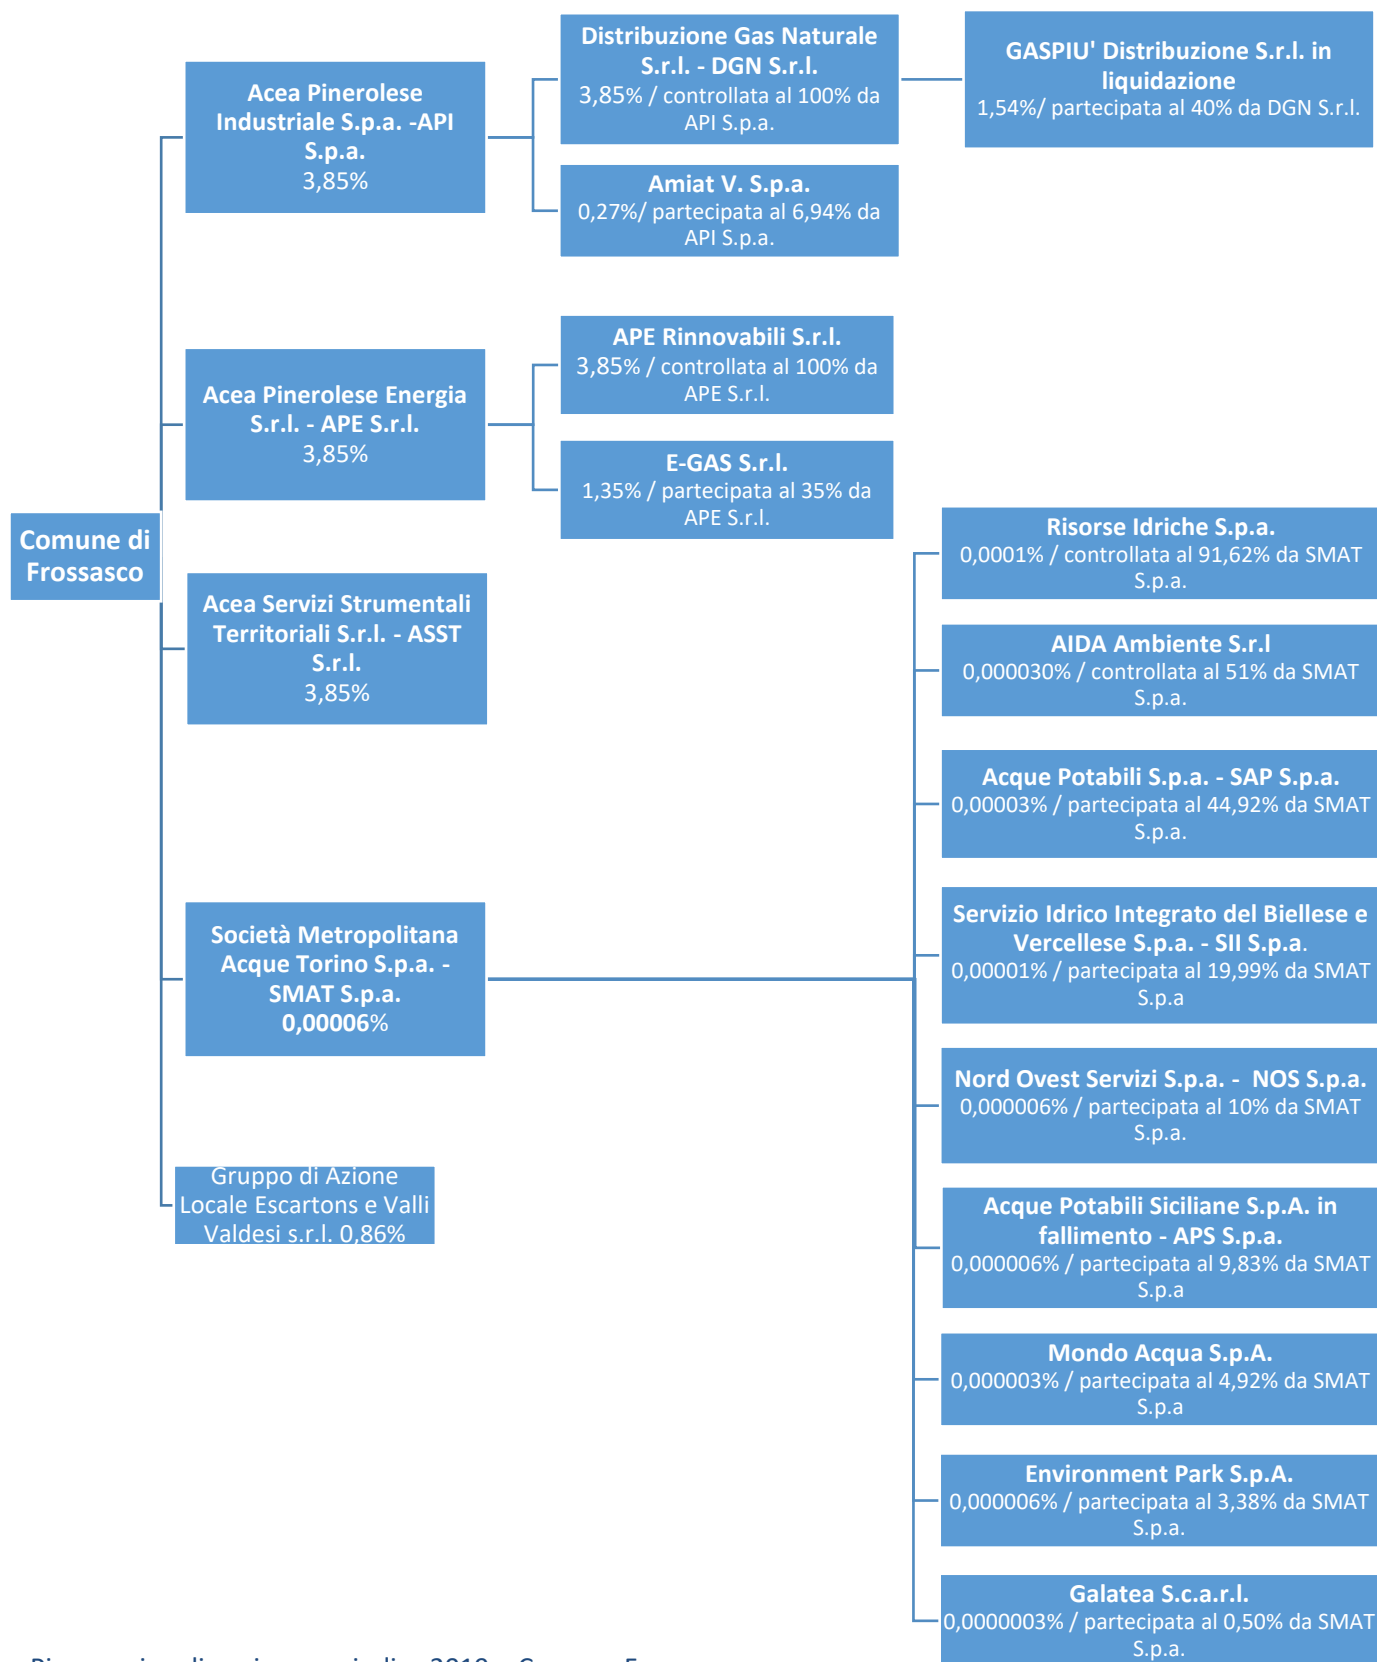 Comune di
Frossasco
Acea Pinerolese
Industriale S.p.a. -API
S.p.a.
3,85%
Distribuzione Gas Naturale
S.r.l. - DGN S.r.l.
3,85% / controllata al 100% da
API S.p.a.
GASPIU' Distribuzione S.r.l. in
liquidazione
1,54%/ partecipata al 40% da DGN S.r.l.
Amiat V. S.p.a.
0,27%/ partecipata al 6,94% da
API S.p.a.
Acea Pinerolese Energia
S.r.l. - APE S.r.l.
3,85%
APE Rinnovabili S.r.l.
3,85% / controllata al 100% da
APE S.r.l.
E-GAS S.r.l.
1,35% / partecipata al 35% da
APE S.r.l.
Acea Servizi Strumentali
Territoriali S.r.l. - ASST
S.r.l.
3,85%
Società Metropolitana
Acque Torino S.p.a. -
SMAT S.p.a.
0,00006%
Risorse Idriche S.p.a.
0,0001% / controllata al 91,62% da SMAT
S.p.a.
AIDA Ambiente S.r.l
0,000030% / controllata al 51% da SMAT
S.p.a.
Acque Potabili S.p.a. - SAP S.p.a.
0,00003% / partecipata al 44,92% da SMAT
S.p.a.
Servizio Idrico Integrato del Biellese e
Vercellese S.p.a. - SII S.p.a.
0,00001% / partecipata al 19,99% da SMAT
S.p.a
Nord Ovest Servizi S.p.a. - NOS S.p.a.
0,000006% / partecipata al 10% da SMAT
S.p.a.
Acque Potabili Siciliane S.p.A. in
fallimento - APS S.p.a.
0,000006% / partecipata al 9,83% da SMAT
S.p.a
Mondo Acqua S.p.A.
0,000003% / partecipata al 4,92% da SMAT
S.p.a
Environment Park S.p.A.
0,000006% / partecipata al 3,38% da SMAT
S.p.a.
Galatea S.c.a.r.l.
0,0000003% / partecipata al 0,50% da SMAT
S.p.a.
Gruppo di Azione
Locale Escartons e Valli
Valdesi s.r.l. 0,86%